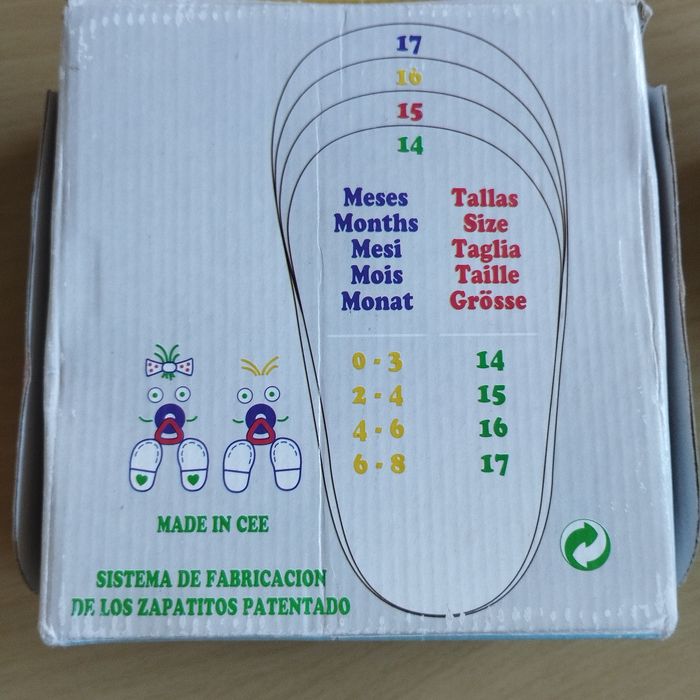 17
16
15
14
Meses Tallas
Months Size
Mesi Taglia
Mois Taille
Monat Grösse
0 - 3 14
2 - 4 15
4 - 6 16
6 - 8 17
MADE IN CEE
SISTEMA DE FABRICACION
DE LOS ZAPATITOS PATENTADO